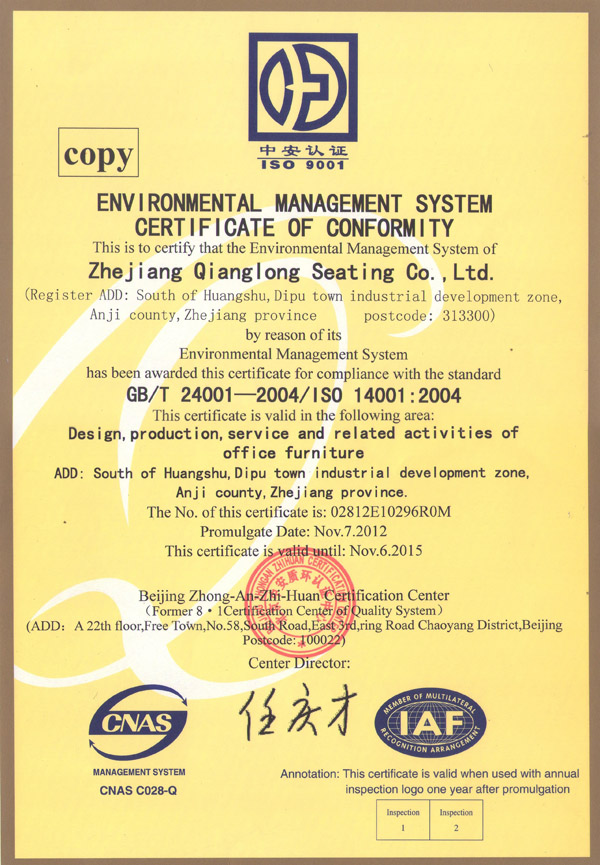 中安认证
ISO 9001
copy
ENVIRONMENTAL MANAGEMENT SYSTEM
CERTIFICATE OF CONFORMITY
This is to certify that the Environmental Management System of
Zhejiang Qianglong Seating Co.,Ltd.
(Register ADD: South of Huangshu,Dipu town industrial development zone,
Anji county,Zhejiang province postcode: 313300)
by reason of its
Environmental Management System
has been awarded this certificate for compliance with the standard
GB/T 24001—2004/ISO 14001:2004
This certificate is valid in the following area:
Design,production,service and related activities of
office furniture
ADD: South of Huangshu,Dipu town industrial development zone,
Anji county,Zhejiang province.
The No. of this certificate is: 02812E10296R0M
Promulgate Date: Nov.7.2012
This certificate is valid until: Nov.6.2015
Beijing Zhong-An-Zhi-Huan Certification Center
(Former 8·1Certification Center of Quality System)
(ADD: A 22th floor,Free Town,No.58,South Road,East 3rd,ring Road Chaoyang District,Beijing
Postcode: 100022)
Center Director:
任庆才
CNAS
MANAGEMENT SYSTEM
CNAS C028-Q
MEMBER OF MULTILATERAL
IAF
RECOGNITION ARRANGEMENT
Annotation: This certificate is valid when used with annual
inspection logo one year after promulgation
Inspection
1
Inspection
2